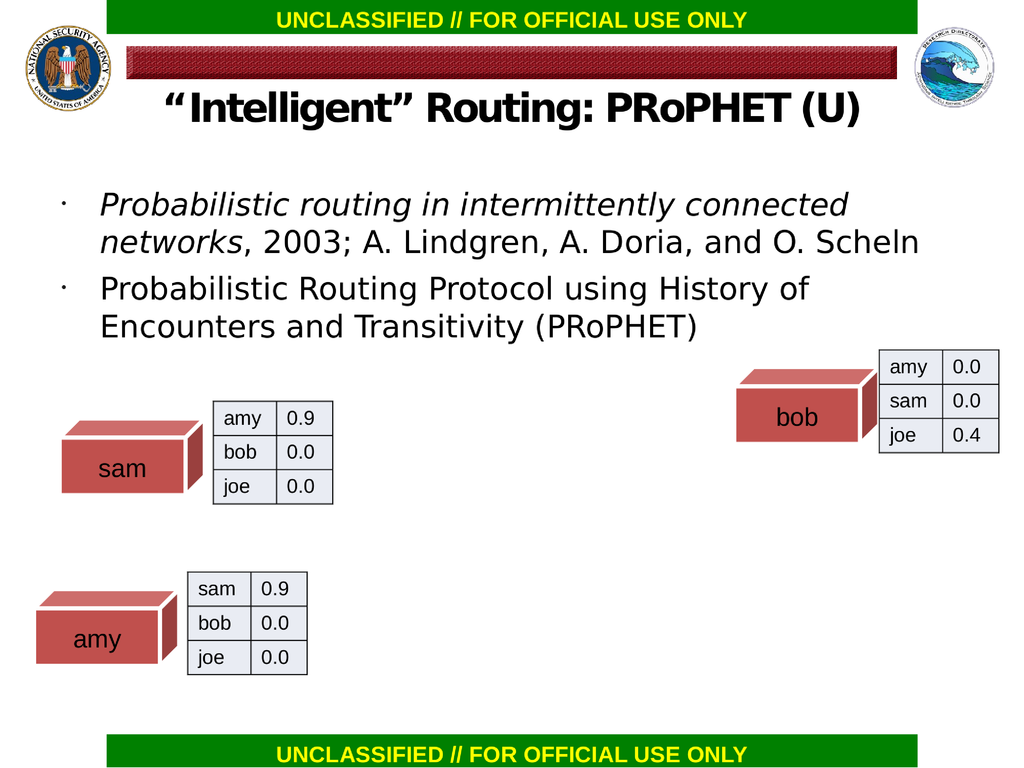 UNCLASSIFIED // FOR OFFICIAL USE ONLY
NATIONAL SECURITY AGENCY
UNITED STATES OF AMERICA
RESEARCH DIRECTORATE
“Intelligent” Routing: PRoPHET (U)
· Probabilistic routing in intermittently connected
networks, 2003; A. Lindgren, A. Doria, and O. Scheln
· Probabilistic Routing Protocol using History of
Encounters and Transitivity (PRoPHET)
bob
amy 0.0
sam 0.0
joe 0.4
sam
amy 0.9
bob 0.0
joe 0.0
amy
sam 0.9
bob 0.0
joe 0.0
UNCLASSIFIED // FOR OFFICIAL USE ONLY